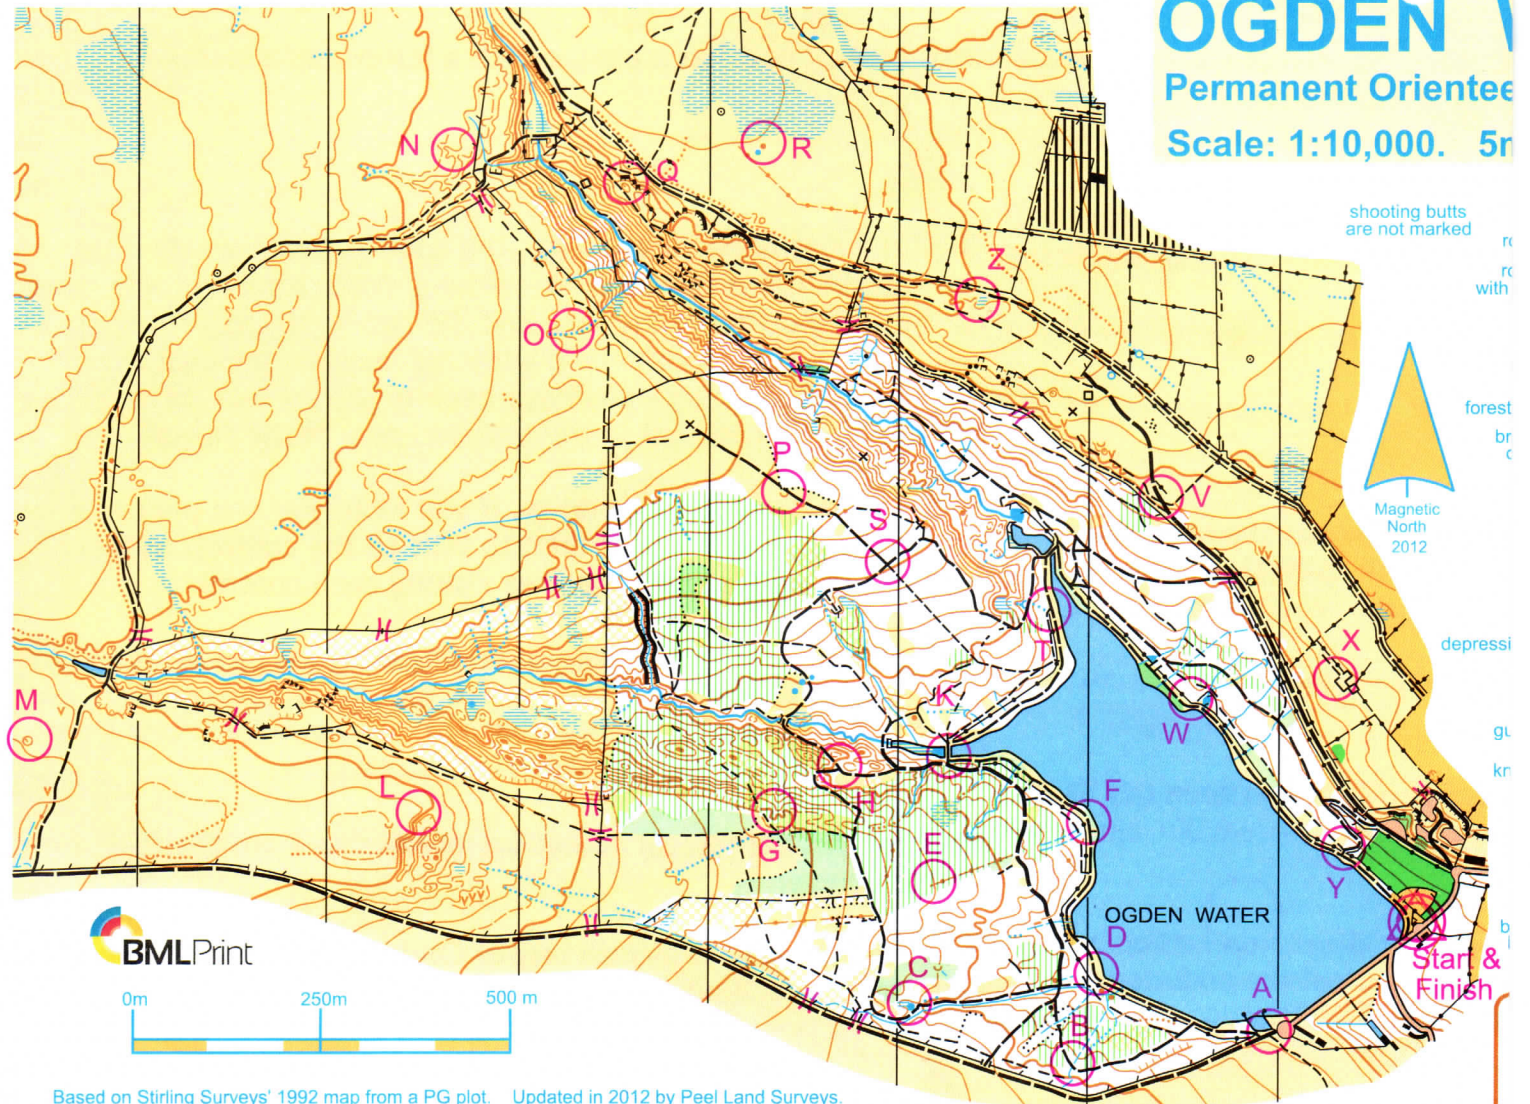 OGDEN
Permanent Oriente
Scale: 1:10,000.
shooting butts
are not marked
with
forest
depressi
Magnetic
North
2012
N
R
Q
Z
O
P
S
V
X
T
K
W
M
L
H
F
G
E
Y
OGDEN WATER
D
C
A
B
Start &
Finish
BMLPrint
0m 250m 500 m
Based on Stirling Surveys' 1992 map from a PG plot. Updated in 2012 by Peel Land Surveys.